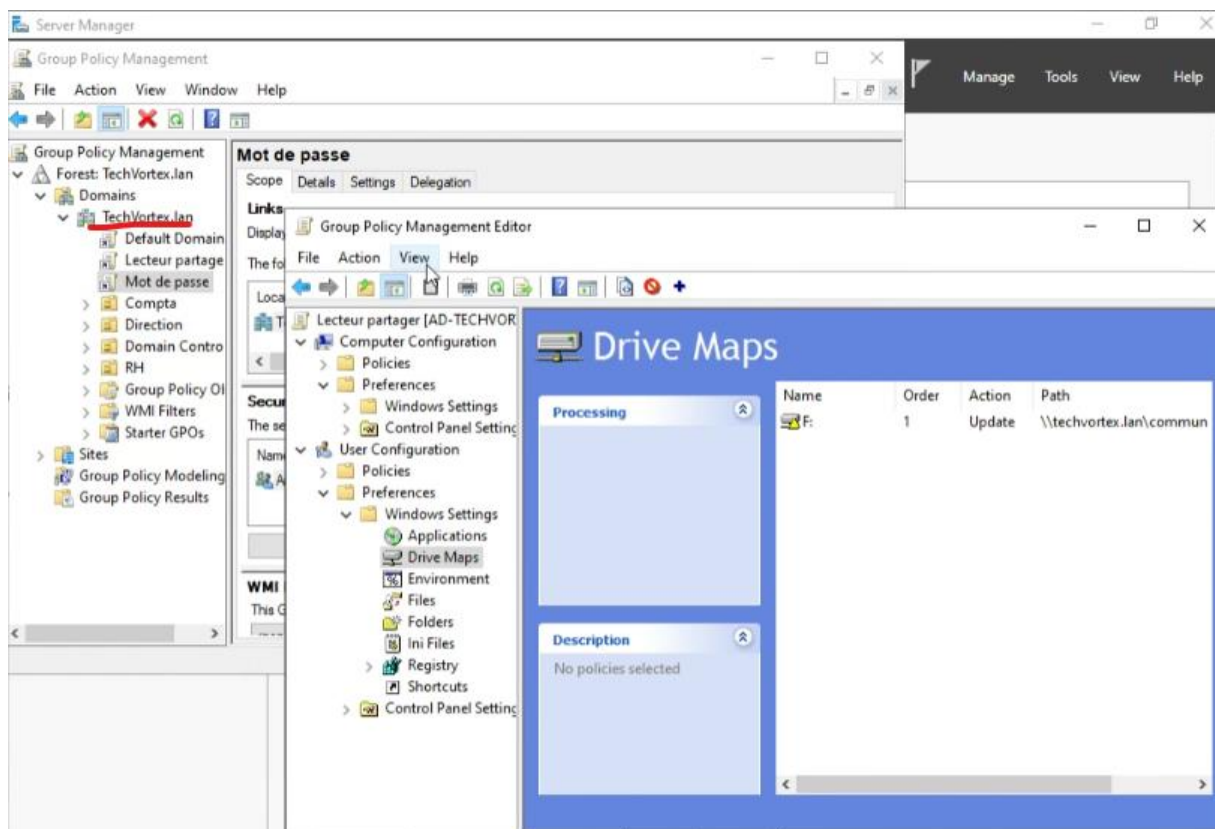 Server Manager
Manage Tools View Help
Group Policy Management
File Action View Window Help
Group Policy Management
Forest: TechVortex.lan
Domains
TechVortex.lan
Default Domain
Lecteur partage
Mot de passe
Compta
Direction
Domain Contro
RH
Group Policy Ol
WMI Filters
Starter GPOs
Sites
Group Policy Modeling
Group Policy Results
Mot de passe
Scope Details Settings Delegation
Links
Display
The fo
Loca
T
Secur
The se
Nam
A
WMI
This G
Group Policy Management Editor
File Action View Help
Lecteur partager [AD-TECHVOR
Computer Configuration
Policies
Preferences
Windows Settings
Control Panel Setting
User Configuration
Policies
Preferences
Windows Settings
Applications
Drive Maps
Environment
Files
Folders
Ini Files
Registry
Shortcuts
Control Panel Setting
Drive Maps
Processing
Description
No policies selected
Name Order Action Path
F: 1 Update \\techvortex.lan\commun